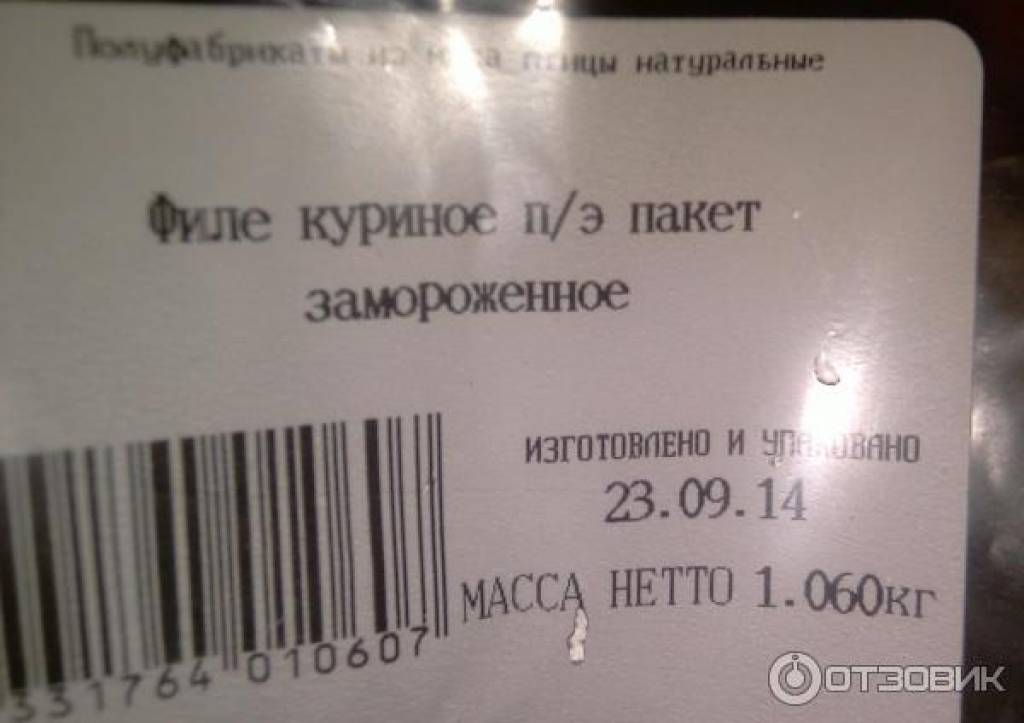 Полуфабрикаты из мяса птицы натуральные
Филе куриное п/э пакет
замороженное
ИЗГОТОВЛЕНО И УПАКОВАНО
23.09.14
МАССА НЕТТО 1.060кг
331764 010607
ОТЗОВИК